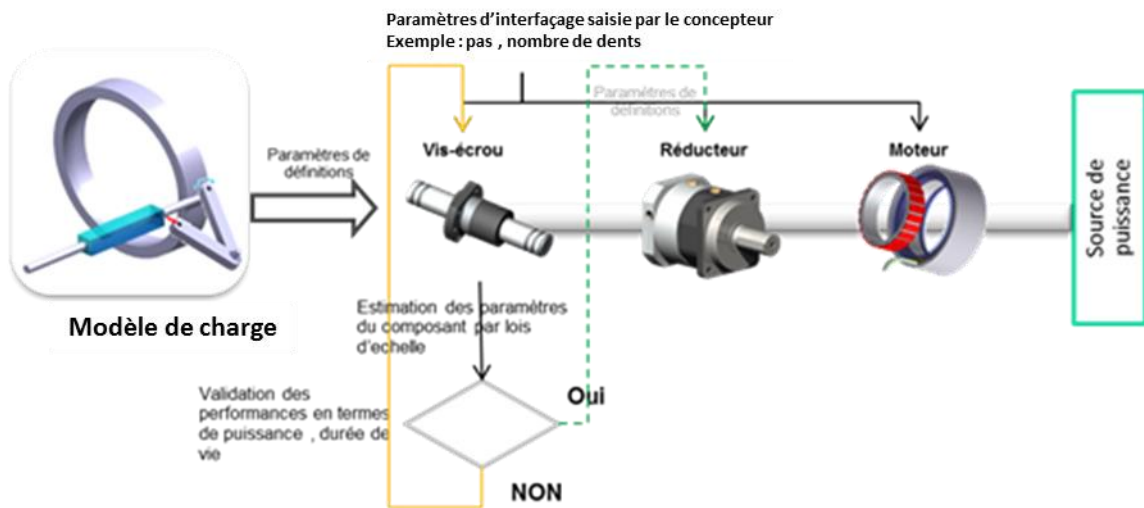 Paramètres d'interfaçage saisie par le concepteur
Exemple : pas , nombre de dents
Paramètres de
définitions
Vis-écrou
Réducteur
Moteur
Paramètres de
définitions
Source de
puissance
Modèle de charge
Estimation des paramètres
du composant par lois
d'echelle
Validation des
performances en termes
de puissance , durée de
vie
Oui
NON